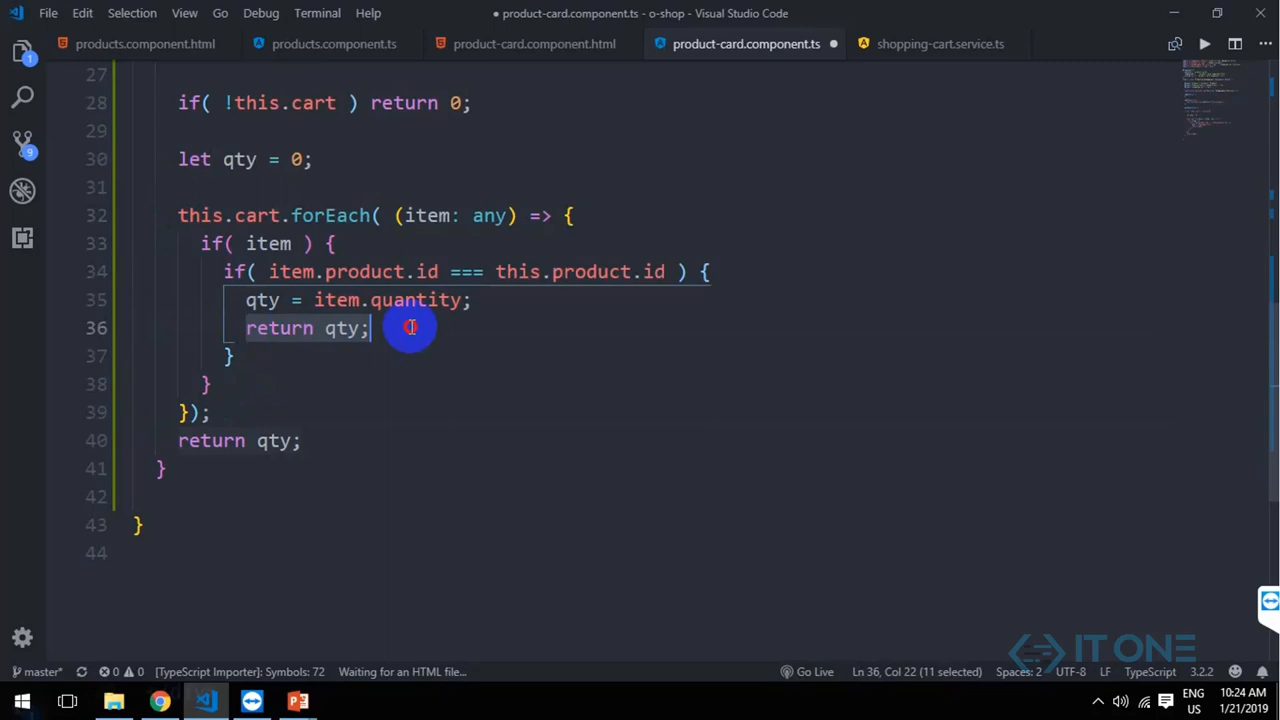 File Edit Selection View Go Debug Terminal Help
● product-card.component.ts - o-shop - Visual Studio Code
products.component.html products.component.ts product-card.component.html product-card.component.ts ● shopping-cart.service.ts
1
9
27
28 if( !this.cart ) return 0;
29
30 let qty = 0;
31
32 this.cart.forEach( (item: any) => {
33 if( item ) {
34 if( item.product.id === this.product.id ) {
35 qty = item.quantity;
36 return qty;
37 }
38 }
39 });
40 return qty;
41 }
42
43 }
44
IT ONE
master* 0 0 [TypeScript Importer]: Symbols: 72 Waiting for an HTML file... Go Live Ln 36, Col 22 (11 selected) Spaces: 2 UTF-8 LF TypeScript 3.2.2
ENG 10:24 AM
US 1/21/2019